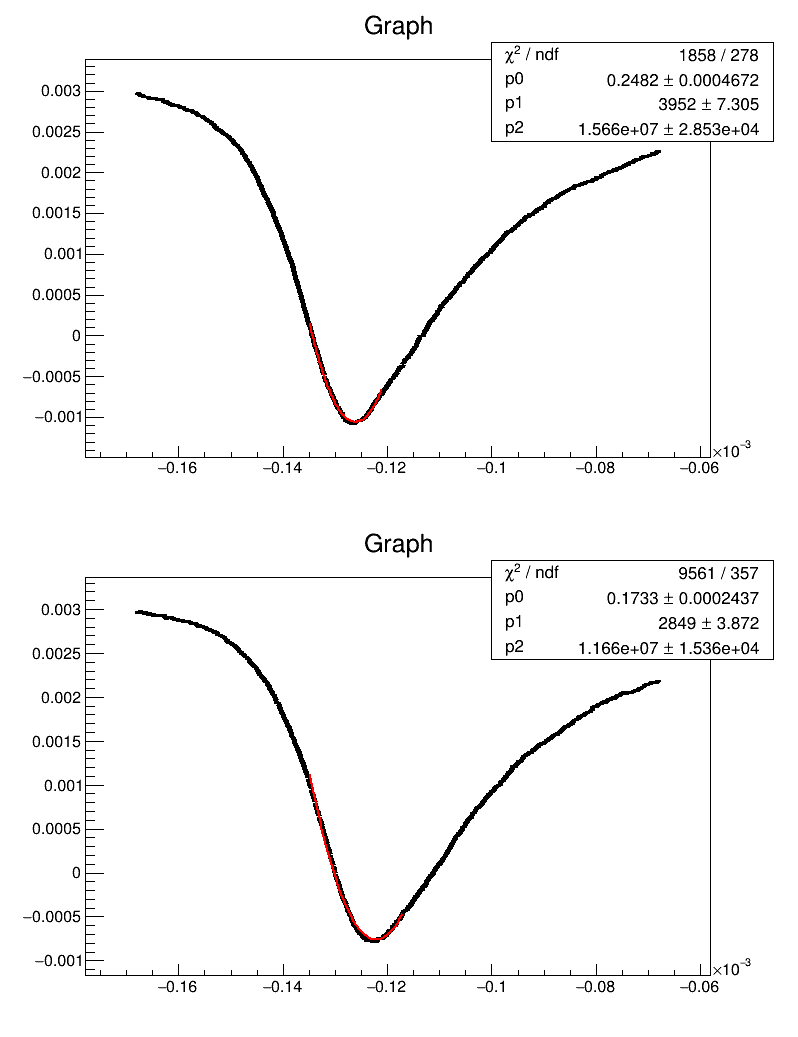 Graph
χ² / ndf 1858 / 278
p0 0.2482 ± 0.0004672
p1 3952 ± 7.305
p2 1.566e+07 ± 2.853e+04
0.003
0.0025
0.002
0.0015
0.001
0.0005
0
−0.0005
−0.001
−0.16 −0.14 −0.12 −0.1 −0.08 −0.06
×10⁻³
Graph
χ² / ndf 9561 / 357
p0 0.1733 ± 0.0002437
p1 2849 ± 3.872
p2 1.166e+07 ± 1.536e+04
0.003
0.0025
0.002
0.0015
0.001
0.0005
0
−0.0005
−0.001
−0.16 −0.14 −0.12 −0.1 −0.08 −0.06
×10⁻³